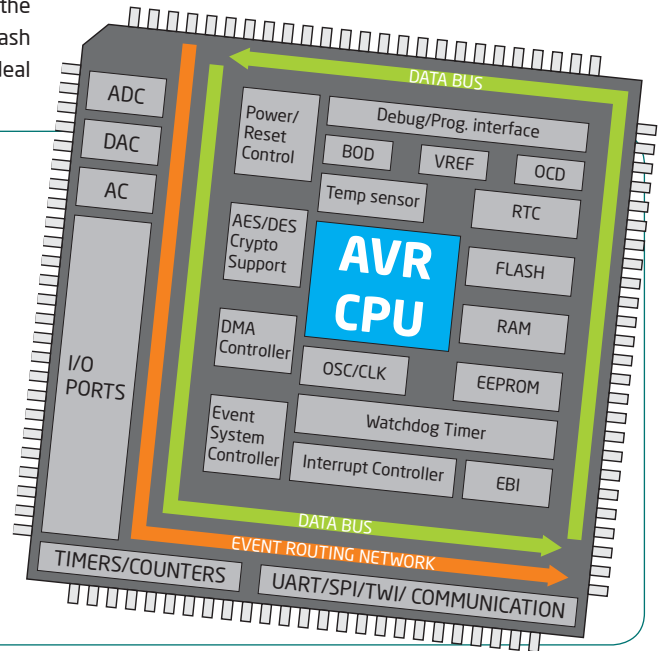 the
ash
deal
DATA BUS
ADC
DAC
AC
I/O
PORTS
Power/
Reset
Control
Debug/Prog. interface
BOD
VREF
OCD
Temp sensor
RTC
AES/DES
Crypto
Support
AVR
CPU
FLASH
RAM
DMA
Controller
OSC/CLK
EEPROM
Event
System
Controller
Watchdog Timer
Interrupt Controller
EBI
DATA BUS
EVENT ROUTING NETWORK
TIMERS/COUNTERS
UART/SPI/TWI/ COMMUNICATION